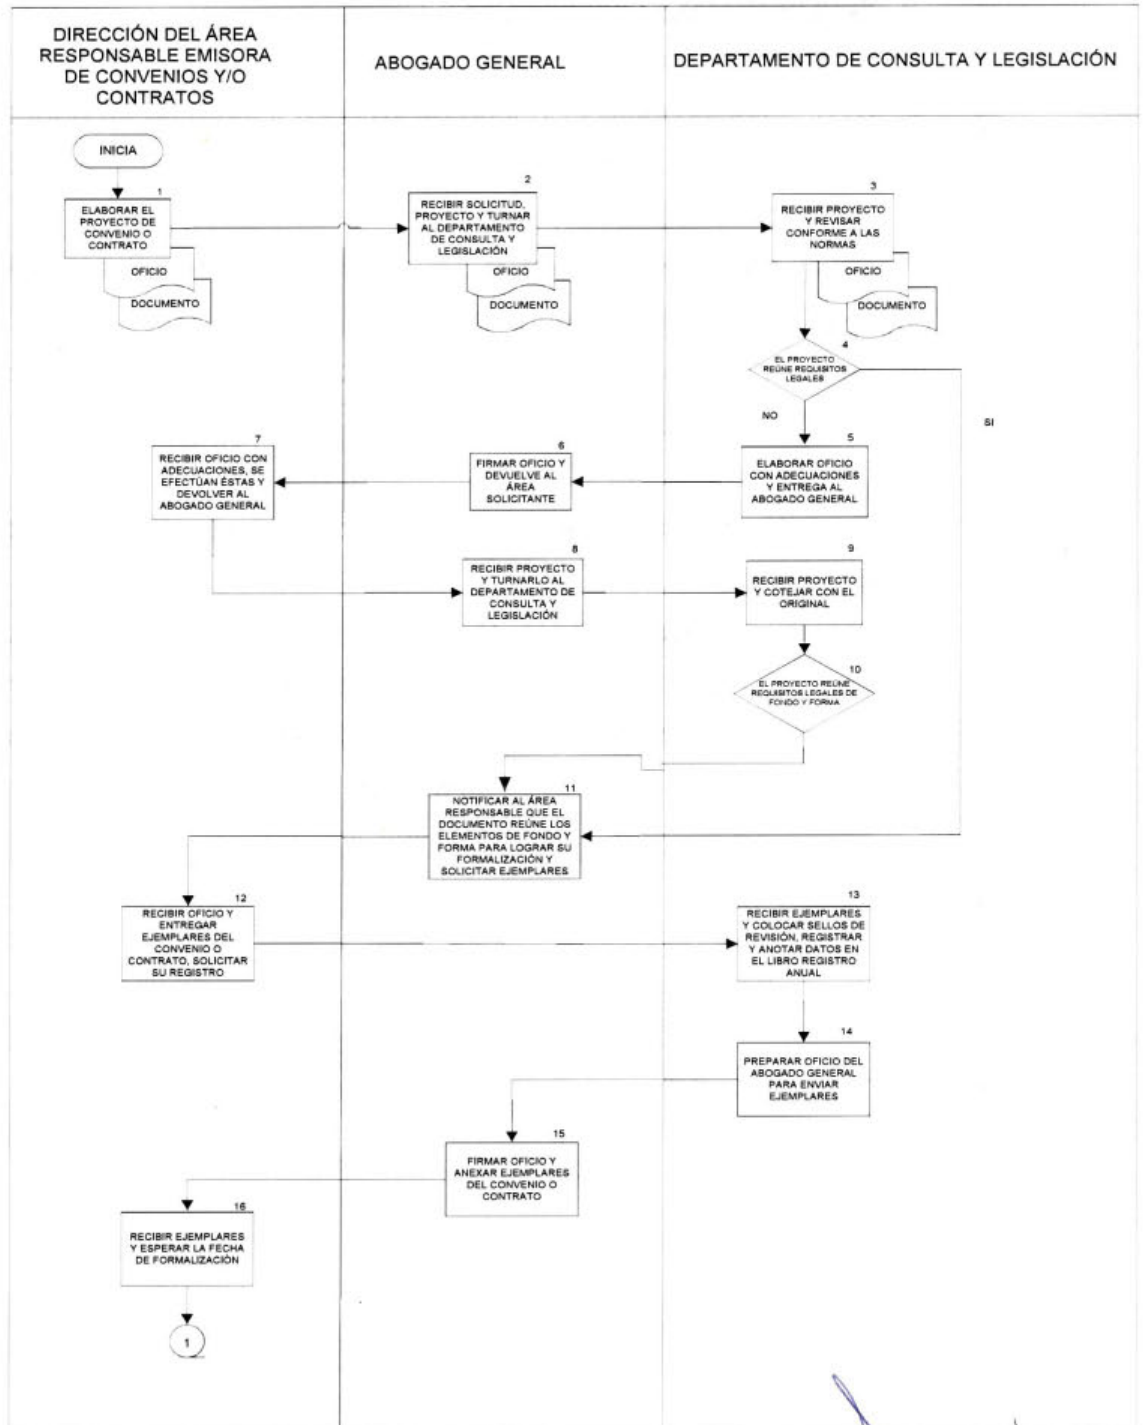 DIRECCIÓN DEL ÁREA
RESPONSABLE EMISORA
DE CONVENIOS Y/O
CONTRATOS
ABOGADO GENERAL
DEPARTAMENTO DE CONSULTA Y LEGISLACIÓN
INICIA
1
ELABORAR EL
PROYECTO DE
CONVENIO O
CONTRATO
OFICIO
DOCUMENTO
2
RECIBIR SOLICITUD,
PROYECTO Y TURNAR
AL DEPARTAMENTO
DE CONSULTA Y
LEGISLACIÓN
OFICIO
DOCUMENTO
3
RECIBIR PROYECTO
Y REVISAR
CONFORME A LAS
NORMAS
OFICIO
DOCUMENTO
4
EL PROYECTO
REÚNE REQUISITOS
LEGALES
NO
SI
5
ELABORAR OFICIO
CON ADECUACIONES
Y ENTREGA AL
ABOGADO GENERAL
6
FIRMAR OFICIO Y
DEVUELVE AL
ÁREA
SOLICITANTE
7
RECIBIR OFICIO CON
ADECUACIONES, SE
EFECTÚAN ÉSTAS Y
DEVOLVER AL
ABOGADO GENERAL
8
RECIBIR PROYECTO
Y TURNARLO AL
DEPARTAMENTO DE
CONSULTA Y
LEGISLACIÓN
9
RECIBIR PROYECTO
Y COTEJAR CON EL
ORIGINAL
10
EL PROYECTO REÚNE
REQUISITOS LEGALES DE
FONDO Y FORMA
11
NOTIFICAR AL ÁREA
RESPONSABLE QUE EL
DOCUMENTO REÚNE LOS
ELEMENTOS DE FONDO Y
FORMA PARA LOGRAR SU
FORMALIZACIÓN Y
SOLICITAR EJEMPLARES
12
RECIBIR OFICIO Y
ENTREGAR
EJEMPLARES DEL
CONVENIO O
CONTRATO, SOLICITAR
SU REGISTRO
13
RECIBIR EJEMPLARES
Y COLOCAR SELLOS DE
REVISIÓN, REGISTRAR
Y ANOTAR DATOS EN
EL LIBRO REGISTRO
ANUAL
14
PREPARAR OFICIO DEL
ABOGADO GENERAL
PARA ENVIAR
EJEMPLARES
15
FIRMAR OFICIO Y
ANEXAR EJEMPLARES
DEL CONVENIO O
CONTRATO
16
RECIBIR EJEMPLARES
Y ESPERAR LA FECHA
DE FORMALIZACIÓN
1